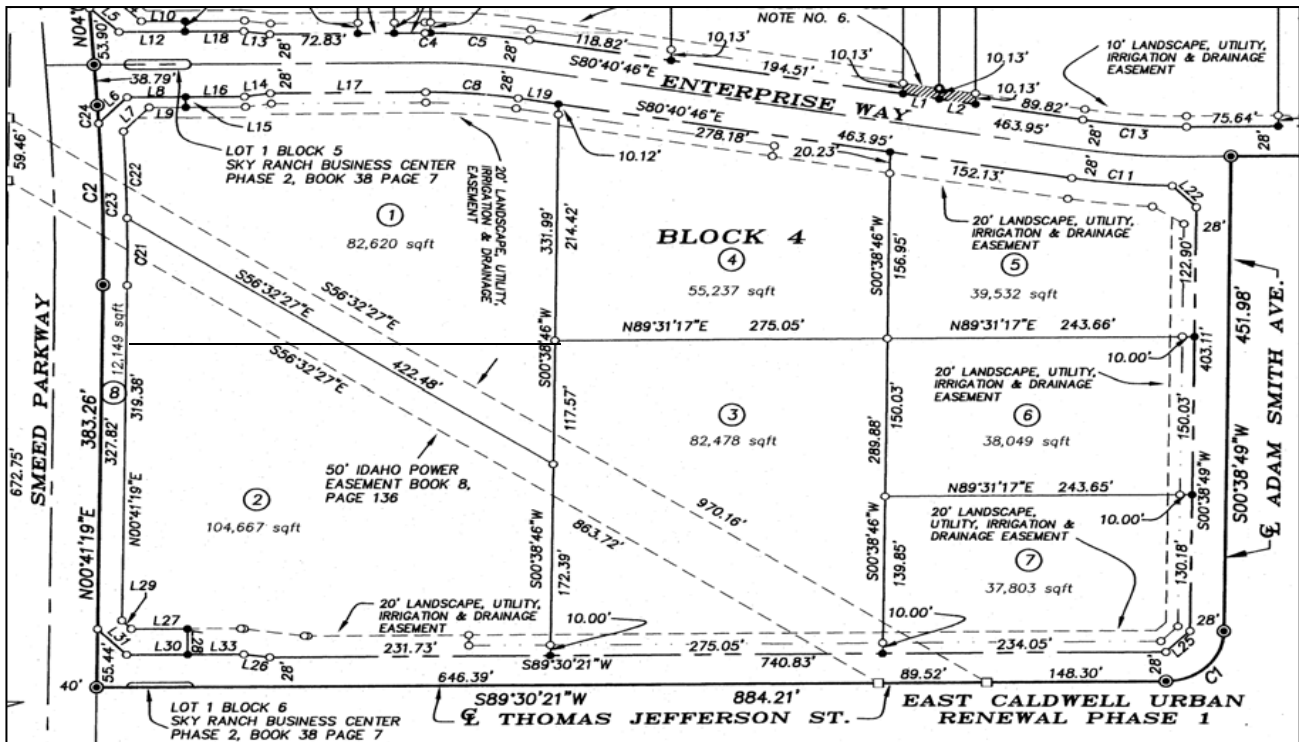 NOTE NO. 6.
N04°
53.90'
38.79'
L5
L10
L12
L18
L13
28'
72.83'
C4
C5
28'
118.82'
10.13'
10.13'
10.13'
10.13'
S80°40'46"E
194.51'
L1
L2
10' LANDSCAPE, UTILITY,
IRRIGATION & DRAINAGE
EASEMENT
ENTERPRISE WAY
89.82'
463.95'
28'
C13
75.64'
28'
L6
L8
L16
L14
28'
L17
C8
28'
L19
S80°40'46"E
278.18'
463.95'
20.23'
C24
L7
L9
L15
59.46'
LOT 1 BLOCK 5
SKY RANCH BUSINESS CENTER
PHASE 2, BOOK 38 PAGE 7
20' LANDSCAPE, UTILITY,
IRRIGATION & DRAINAGE
EASEMENT
10.12'
152.13'
28'
C11
L22
28'
20' LANDSCAPE, UTILITY,
IRRIGATION & DRAINAGE
EASEMENT
C2
C22
C23
C21
1
82,620 sqft
331.99'
214.42'
BLOCK 4
4
55,237 sqft
S00°38'46"W
156.95'
5
39,532 sqft
122.90'
S56°32'27"E
S56°32'27"E
S56°32'27"E
422.48'
N89°31'17"E 275.05'
N89°31'17"E 243.66'
10.00'
403.11'
451.98'
℄ ADAM SMITH AVE.
S00°38'49"W
SMEED PARKWAY
672.75'
383.26'
N00°41'19"E
327.82'
8
12,149 sqft
319.38'
N00°41'19"E
S00°38'46"W
117.57'
3
82,478 sqft
289.88'
150.03'
20' LANDSCAPE, UTILITY,
IRRIGATION & DRAINAGE
EASEMENT
6
38,049 sqft
150.03'
S00°38'49"W
50' IDAHO POWER
EASEMENT BOOK 8,
PAGE 136
2
104,667 sqft
970.16'
863.72'
N89°31'17"E 243.65'
10.00'
20' LANDSCAPE,
UTILITY, IRRIGATION &
DRAINAGE EASEMENT
S00°38'46"W
172.39'
S00°38'46"W
139.85'
7
37,803 sqft
130.18'
L29
L27
20' LANDSCAPE, UTILITY,
IRRIGATION & DRAINAGE
EASEMENT
10.00'
10.00'
28'
L31
L30
28'
L33
L26
28'
231.73'
S89°30'21"W
275.05'
740.83'
234.05'
28'
L25
C7
55.44'
40'
646.39'
S89°30'21"W
884.21'
89.52'
148.30'
LOT 1 BLOCK 6
SKY RANCH BUSINESS CENTER
PHASE 2, BOOK 38 PAGE 7
℄ THOMAS JEFFERSON ST.
EAST CALDWELL URBAN
RENEWAL PHASE 1